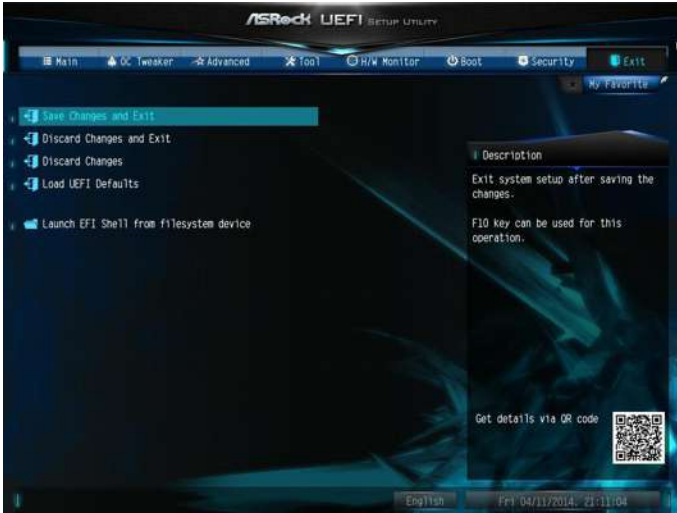 ASRock UEFI SETUP UTILITY
Main OC Tweaker Advanced Tool H/W Monitor Boot Security Exit
My Favorite
Save Changes and Exit
Discard Changes and Exit
Discard Changes
Load UEFI Defaults
Launch EFI Shell from filesystem device
Description
Exit system setup after saving the
changes.
F10 key can be used for this
operation.
Get details via QR code
English Fri 04/11/2014, 21:11:04